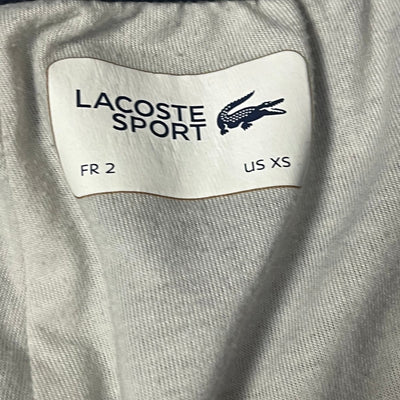 LACOSTE
SPORT
FR 2 US XS